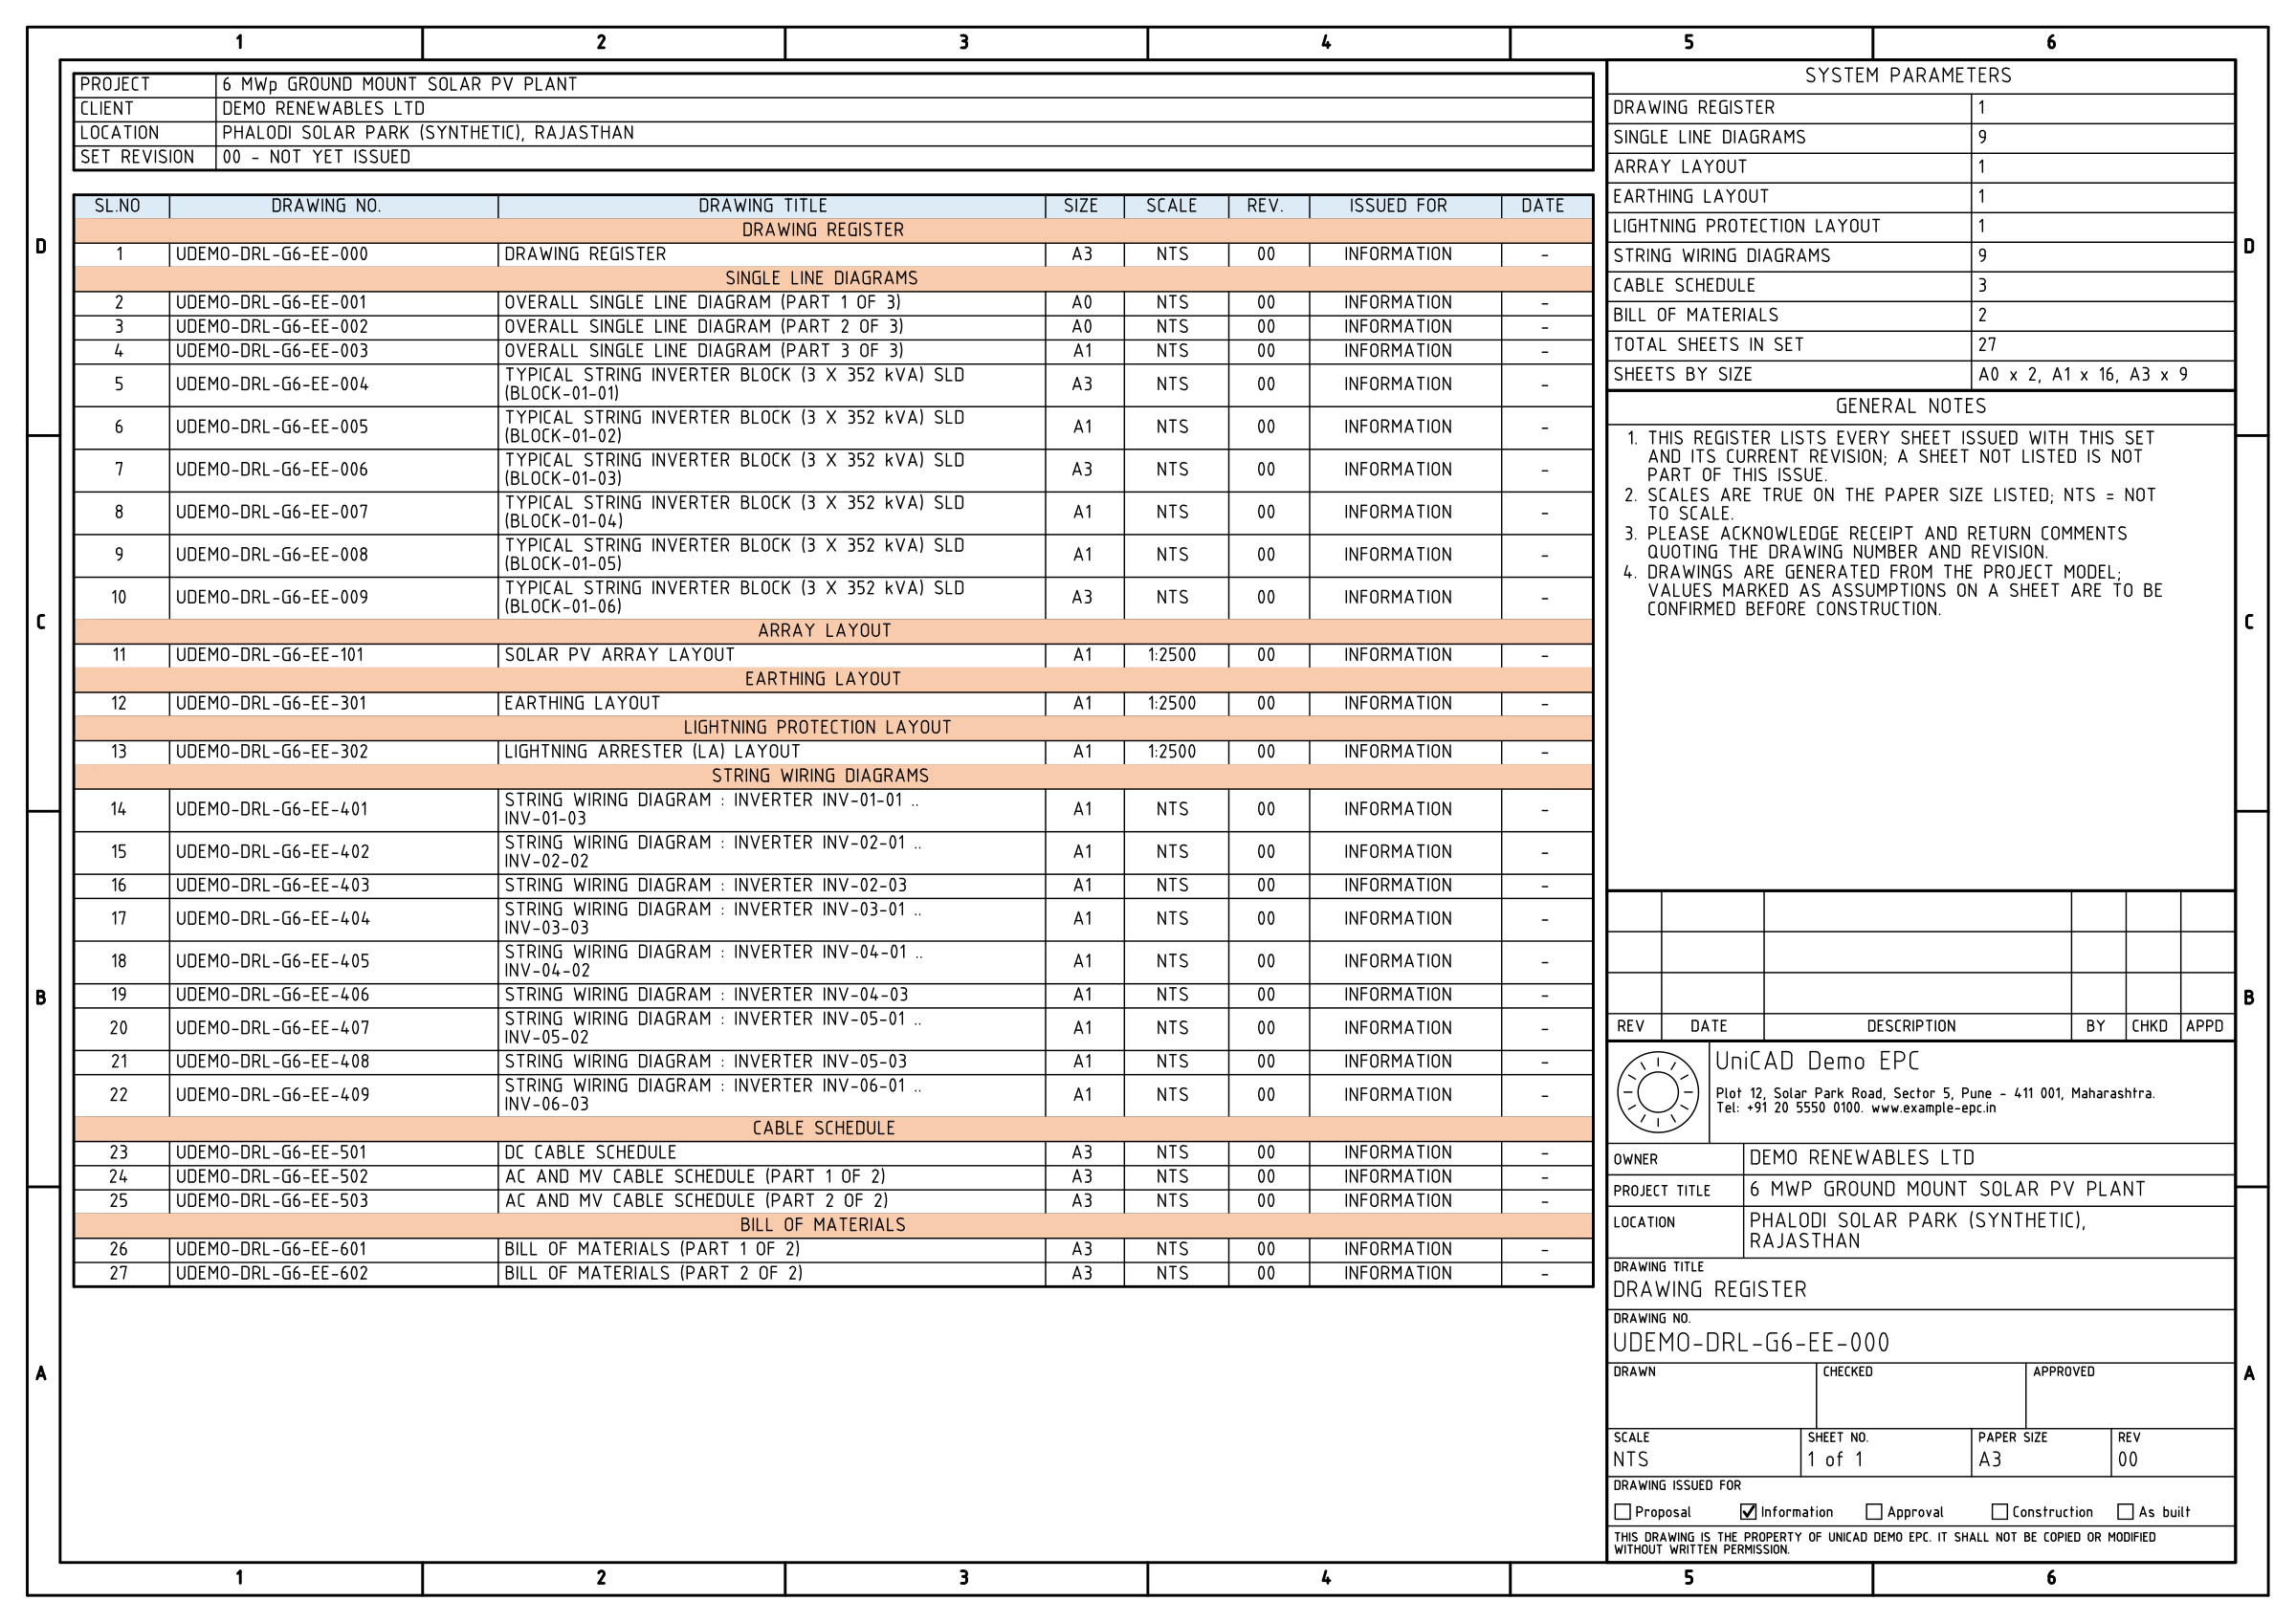 1 2 3 4 5 6
PROJECT 6 MWp GROUND MOUNT SOLAR PV PLANT
CLIENT DEMO RENEWABLES LTD
LOCATION PHALODI SOLAR PARK (SYNTHETIC), RAJASTHAN
SET REVISION 00 - NOT YET ISSUED
SL.NO DRAWING NO. DRAWING TITLE SIZE SCALE REV. ISSUED FOR DATE
DRAWING REGISTER
1 UDEMO-DRL-G6-EE-000 DRAWING REGISTER A3 NTS 00 INFORMATION -
SINGLE LINE DIAGRAMS
2 UDEMO-DRL-G6-EE-001 OVERALL SINGLE LINE DIAGRAM (PART 1 OF 3) A0 NTS 00 INFORMATION -
3 UDEMO-DRL-G6-EE-002 OVERALL SINGLE LINE DIAGRAM (PART 2 OF 3) A0 NTS 00 INFORMATION -
4 UDEMO-DRL-G6-EE-003 OVERALL SINGLE LINE DIAGRAM (PART 3 OF 3) A1 NTS 00 INFORMATION -
5 UDEMO-DRL-G6-EE-004 TYPICAL STRING INVERTER BLOCK (3 X 352 kVA) SLD A3 NTS 00 INFORMATION -
(BLOCK-01-01)
6 UDEMO-DRL-G6-EE-005 TYPICAL STRING INVERTER BLOCK (3 X 352 kVA) SLD A1 NTS 00 INFORMATION -
(BLOCK-01-02)
7 UDEMO-DRL-G6-EE-006 TYPICAL STRING INVERTER BLOCK (3 X 352 kVA) SLD A3 NTS 00 INFORMATION -
(BLOCK-01-03)
8 UDEMO-DRL-G6-EE-007 TYPICAL STRING INVERTER BLOCK (3 X 352 kVA) SLD A1 NTS 00 INFORMATION -
(BLOCK-01-04)
9 UDEMO-DRL-G6-EE-008 TYPICAL STRING INVERTER BLOCK (3 X 352 kVA) SLD A1 NTS 00 INFORMATION -
(BLOCK-01-05)
10 UDEMO-DRL-G6-EE-009 TYPICAL STRING INVERTER BLOCK (3 X 352 kVA) SLD A3 NTS 00 INFORMATION -
(BLOCK-01-06)
ARRAY LAYOUT
11 UDEMO-DRL-G6-EE-101 SOLAR PV ARRAY LAYOUT A1 1:2500 00 INFORMATION -
EARTHING LAYOUT
12 UDEMO-DRL-G6-EE-301 EARTHING LAYOUT A1 1:2500 00 INFORMATION -
LIGHTNING PROTECTION LAYOUT
13 UDEMO-DRL-G6-EE-302 LIGHTNING ARRESTER (LA) LAYOUT A1 1:2500 00 INFORMATION -
STRING WIRING DIAGRAMS
14 UDEMO-DRL-G6-EE-401 STRING WIRING DIAGRAM : INVERTER INV-01-01 .. A1 NTS 00 INFORMATION -
INV-01-03
15 UDEMO-DRL-G6-EE-402 STRING WIRING DIAGRAM : INVERTER INV-02-01 .. A1 NTS 00 INFORMATION -
INV-02-02
16 UDEMO-DRL-G6-EE-403 STRING WIRING DIAGRAM : INVERTER INV-02-03 A1 NTS 00 INFORMATION -
17 UDEMO-DRL-G6-EE-404 STRING WIRING DIAGRAM : INVERTER INV-03-01 .. A1 NTS 00 INFORMATION -
INV-03-03
18 UDEMO-DRL-G6-EE-405 STRING WIRING DIAGRAM : INVERTER INV-04-01 .. A1 NTS 00 INFORMATION -
INV-04-02
19 UDEMO-DRL-G6-EE-406 STRING WIRING DIAGRAM : INVERTER INV-04-03 A1 NTS 00 INFORMATION -
20 UDEMO-DRL-G6-EE-407 STRING WIRING DIAGRAM : INVERTER INV-05-01 .. A1 NTS 00 INFORMATION -
INV-05-02
21 UDEMO-DRL-G6-EE-408 STRING WIRING DIAGRAM : INVERTER INV-05-03 A1 NTS 00 INFORMATION -
22 UDEMO-DRL-G6-EE-409 STRING WIRING DIAGRAM : INVERTER INV-06-01 .. A1 NTS 00 INFORMATION -
INV-06-03
CABLE SCHEDULE
23 UDEMO-DRL-G6-EE-501 DC CABLE SCHEDULE A3 NTS 00 INFORMATION -
24 UDEMO-DRL-G6-EE-502 AC AND MV CABLE SCHEDULE (PART 1 OF 2) A3 NTS 00 INFORMATION -
25 UDEMO-DRL-G6-EE-503 AC AND MV CABLE SCHEDULE (PART 2 OF 2) A3 NTS 00 INFORMATION -
BILL OF MATERIALS
26 UDEMO-DRL-G6-EE-601 BILL OF MATERIALS (PART 1 OF 2) A3 NTS 00 INFORMATION -
27 UDEMO-DRL-G6-EE-602 BILL OF MATERIALS (PART 2 OF 2) A3 NTS 00 INFORMATION -
SYSTEM PARAMETERS
DRAWING REGISTER 1
SINGLE LINE DIAGRAMS 9
ARRAY LAYOUT 1
EARTHING LAYOUT 1
LIGHTNING PROTECTION LAYOUT 1
STRING WIRING DIAGRAMS 9
CABLE SCHEDULE 3
BILL OF MATERIALS 2
TOTAL SHEETS IN SET 27
SHEETS BY SIZE A0 x 2, A1 x 16, A3 x 9
GENERAL NOTES
1. THIS REGISTER LISTS EVERY SHEET ISSUED WITH THIS SET
AND ITS CURRENT REVISION; A SHEET NOT LISTED IS NOT
PART OF THIS ISSUE.
2. SCALES ARE TRUE ON THE PAPER SIZE LISTED; NTS = NOT
TO SCALE.
3. PLEASE ACKNOWLEDGE RECEIPT AND RETURN COMMENTS
QUOTING THE DRAWING NUMBER AND REVISION.
4. DRAWINGS ARE GENERATED FROM THE PROJECT MODEL;
VALUES MARKED AS ASSUMPTIONS ON A SHEET ARE TO BE
CONFIRMED BEFORE CONSTRUCTION.
REV DATE DESCRIPTION BY CHKD APPD
UniCAD Demo EPC
Plot 12, Solar Park Road, Sector 5, Pune - 411 001, Maharashtra.
Tel: +91 20 5550 0100. www.example-epc.in
OWNER DEMO RENEWABLES LTD
PROJECT TITLE 6 MWP GROUND MOUNT SOLAR PV PLANT
LOCATION PHALODI SOLAR PARK (SYNTHETIC),
RAJASTHAN
DRAWING TITLE
DRAWING REGISTER
DRAWING NO.
UDEMO-DRL-G6-EE-000
DRAWN CHECKED APPROVED
SCALE SHEET NO. PAPER SIZE REV
NTS 1 of 1 A3 00
DRAWING ISSUED FOR
Proposal Information Approval Construction As built
THIS DRAWING IS THE PROPERTY OF UNICAD DEMO EPC. IT SHALL NOT BE COPIED OR MODIFIED
WITHOUT WRITTEN PERMISSION.
D D
C C
B B
A A
1 2 3 4 5 6